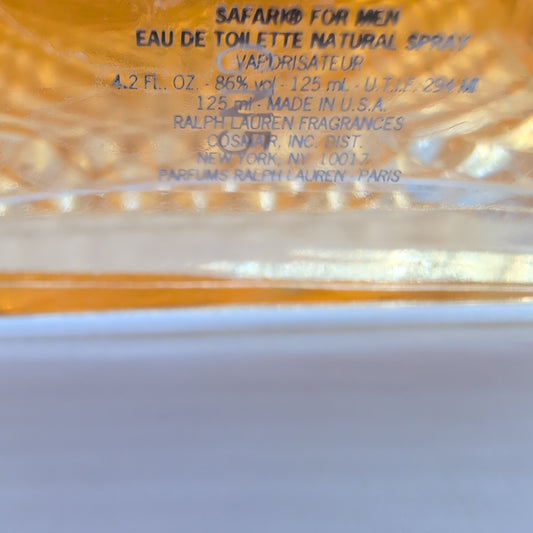 SAFARI® FOR MEN
EAU DE TOILETTE NATURAL SPRAY
VAPORISATEUR
4.2 FL. OZ. - 86% vol - 125 mL - U.T.I.F. 294 MI
125 ml - MADE IN U.S.A.
RALPH LAUREN FRAGRANCES
COSMAIR, INC. DIST.
NEW YORK, NY 10017
PARFUMS RALPH LAUREN - PARIS